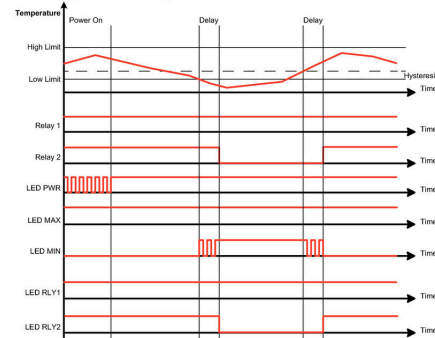 Temperature
Power On Delay Delay
High Limit
Low Limit
Hysteresi
Time
Relay 1
Time
Relay 2
Time
LED PWR
Time
LED MAX
Time
LED MIN
Time
LED RLY1
Time
LED RLY2
Time